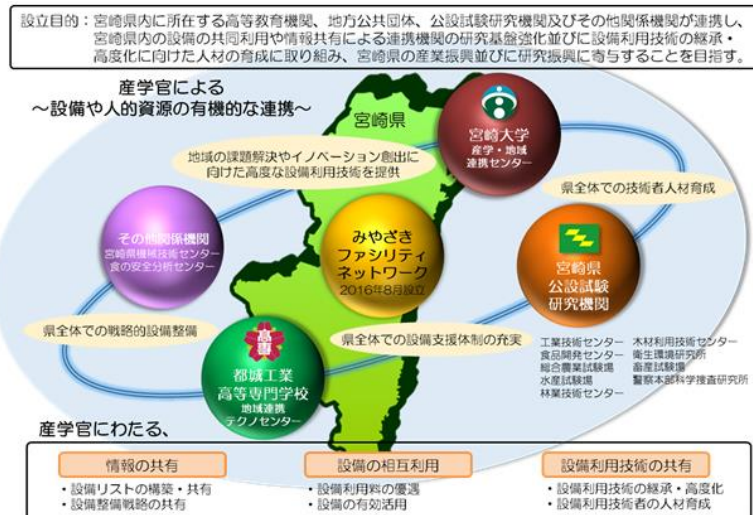 設立目的：宮崎県内に所在する高等教育機関、地方公共団体、公設試験研究機関及びその他関係機関が連携し、
宮崎県内の設備の共同利用や情報共有による連携機関の研究基盤強化並びに設備利用技術の継承・
高度化に向けた人材の育成に取り組み、宮崎県の産業振興並びに研究振興に寄与することを目指す。
産学官による
～設備や人的資源の有機的な連携～
宮崎県
宮崎大学
産学・地域
連携センター
地域の課題解決やイノベーション創出に
向けた高度な設備利用技術を提供
県全体での技術者人材育成
その他関係機関
宮崎県機械技術センター
食の安全分析センター
みやざき
ファシリティ
ネットワーク
2016年8月設立
宮崎県
公設試験
研究機関
県全体での戦略的設備整備
県全体での設備支援体制の充実
高専
都城工業
高等専門学校
地域連携
テクノセンター
工業技術センター 木材利用技術センター
食品開発センター 衛生環境研究所
総合農業試験場 畜産試験場
水産試験場 警察本部科学捜査研究所
林業技術センター
産学官にわたる、
情報の共有
・設備リストの構築・共有
・設備整備戦略の共有
設備の相互利用
・設備利用料の優遇
・設備の有効活用
設備利用技術の共有
・設備利用技術の継承・高度化
・設備利用技術者の人材育成